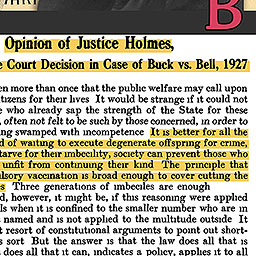 B
Opinion of Justice Holmes,
Court Decision in Case of Buck vs. Bell, 1927
en more than once that the public welfare may call upon
tizens for their lives It would be strange if it could not
e who already sap the strength of the State for these
, often not felt to be such by those concerned, in order to
ng swamped with incompetence It is better for all the
d of waiting to execute degenerate offspring for crime,
tarve for their imbecility, society can prevent those who
unfit from continuing their kind The principle that
ulsory vaccination is broad enough to cover cutting the
es Three generations of imbeciles are enough
d, however, it might be, if this reasoning were applied
ls when it is confined to the smaller number who are in
named and is not applied to the multitude outside It
t resort of constitutional arguments to point out short-
s sort But the answer is that the law does all that is
does all that it can, indicates a policy, applies it to all